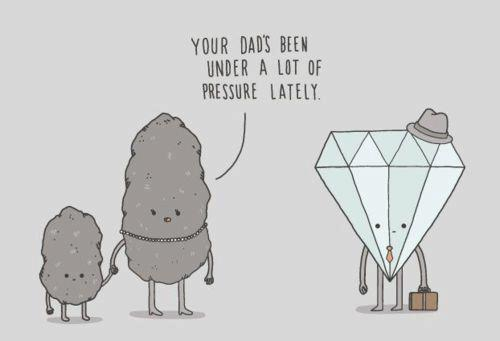 YOUR DAD'S BEEN
UNDER A LOT OF
PRESSURE LATELY.